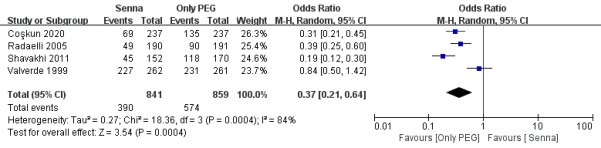 Senna Only PEG Odds Ratio Odds Ratio
Study or Subgroup Events Total Events Total Weight M-H, Random, 95% CI M-H, Random, 95% CI
Coşkun 2020 69 237 135 237 26.3% 0.31 [0.21, 0.45]
Radaelli 2005 49 190 90 191 25.3% 0.39 [0.25, 0.60]
Shavakhi 2011 45 152 118 170 24.3% 0.19 [0.12, 0.30]
Valverde 1999 227 262 231 261 24.0% 0.84 [0.50, 1.42]
Total (95% CI) 841 859 100.0% 0.37 [0.21, 0.64]
Total events 390 574
Heterogeneity: Tau² = 0.27; Chi² = 18.36, df = 3 (P = 0.0004); I² = 84%
Test for overall effect: Z = 3.54 (P = 0.0004)
0.01 0.1 1 10 100
Favours [Only PEG] Favours [ Senna]